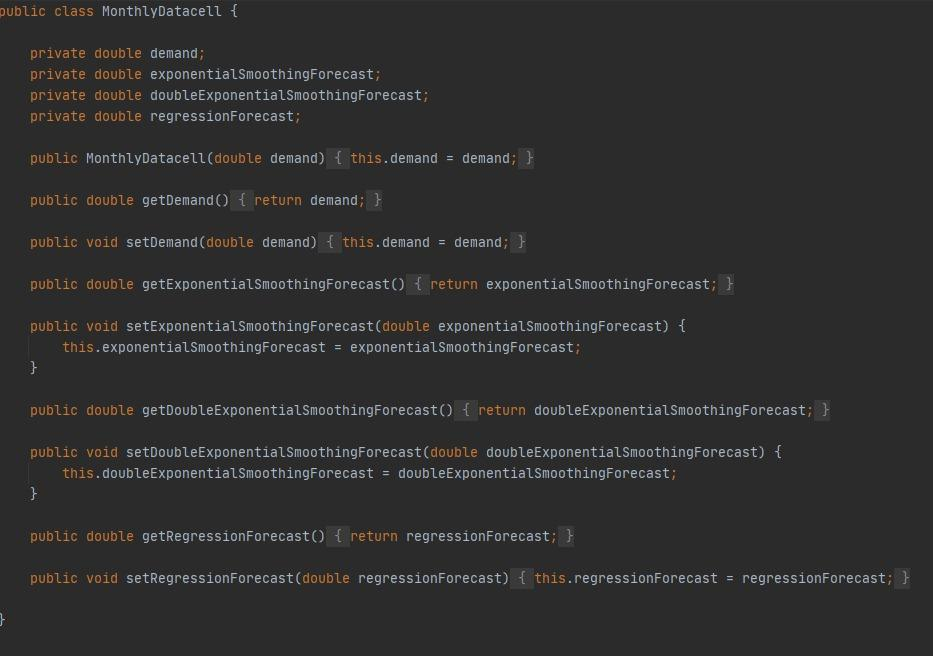 public class MonthlyDatacell {
private double demand;
private double exponentialSmoothingForecast;
private double doubleExponentialSmoothingForecast;
private double regressionForecast;
public MonthlyDatacell(double demand) { this.demand = demand; }
public double getDemand() { return demand; }
public void setDemand(double demand) { this.demand = demand; }
public double getExponentialSmoothingForecast() { return exponentialSmoothingForecast; }
public void setExponentialSmoothingForecast(double exponentialSmoothingForecast) {
this.exponentialSmoothingForecast = exponentialSmoothingForecast;
}
public double getDoubleExponentialSmoothingForecast() { return doubleExponentialSmoothingForecast; }
public void setDoubleExponentialSmoothingForecast(double doubleExponentialSmoothingForecast) {
this.doubleExponentialSmoothingForecast = doubleExponentialSmoothingForecast;
}
public double getRegressionForecast() { return regressionForecast; }
public void setRegressionForecast(double regressionForecast) { this.regressionForecast = regressionForecast; }
}